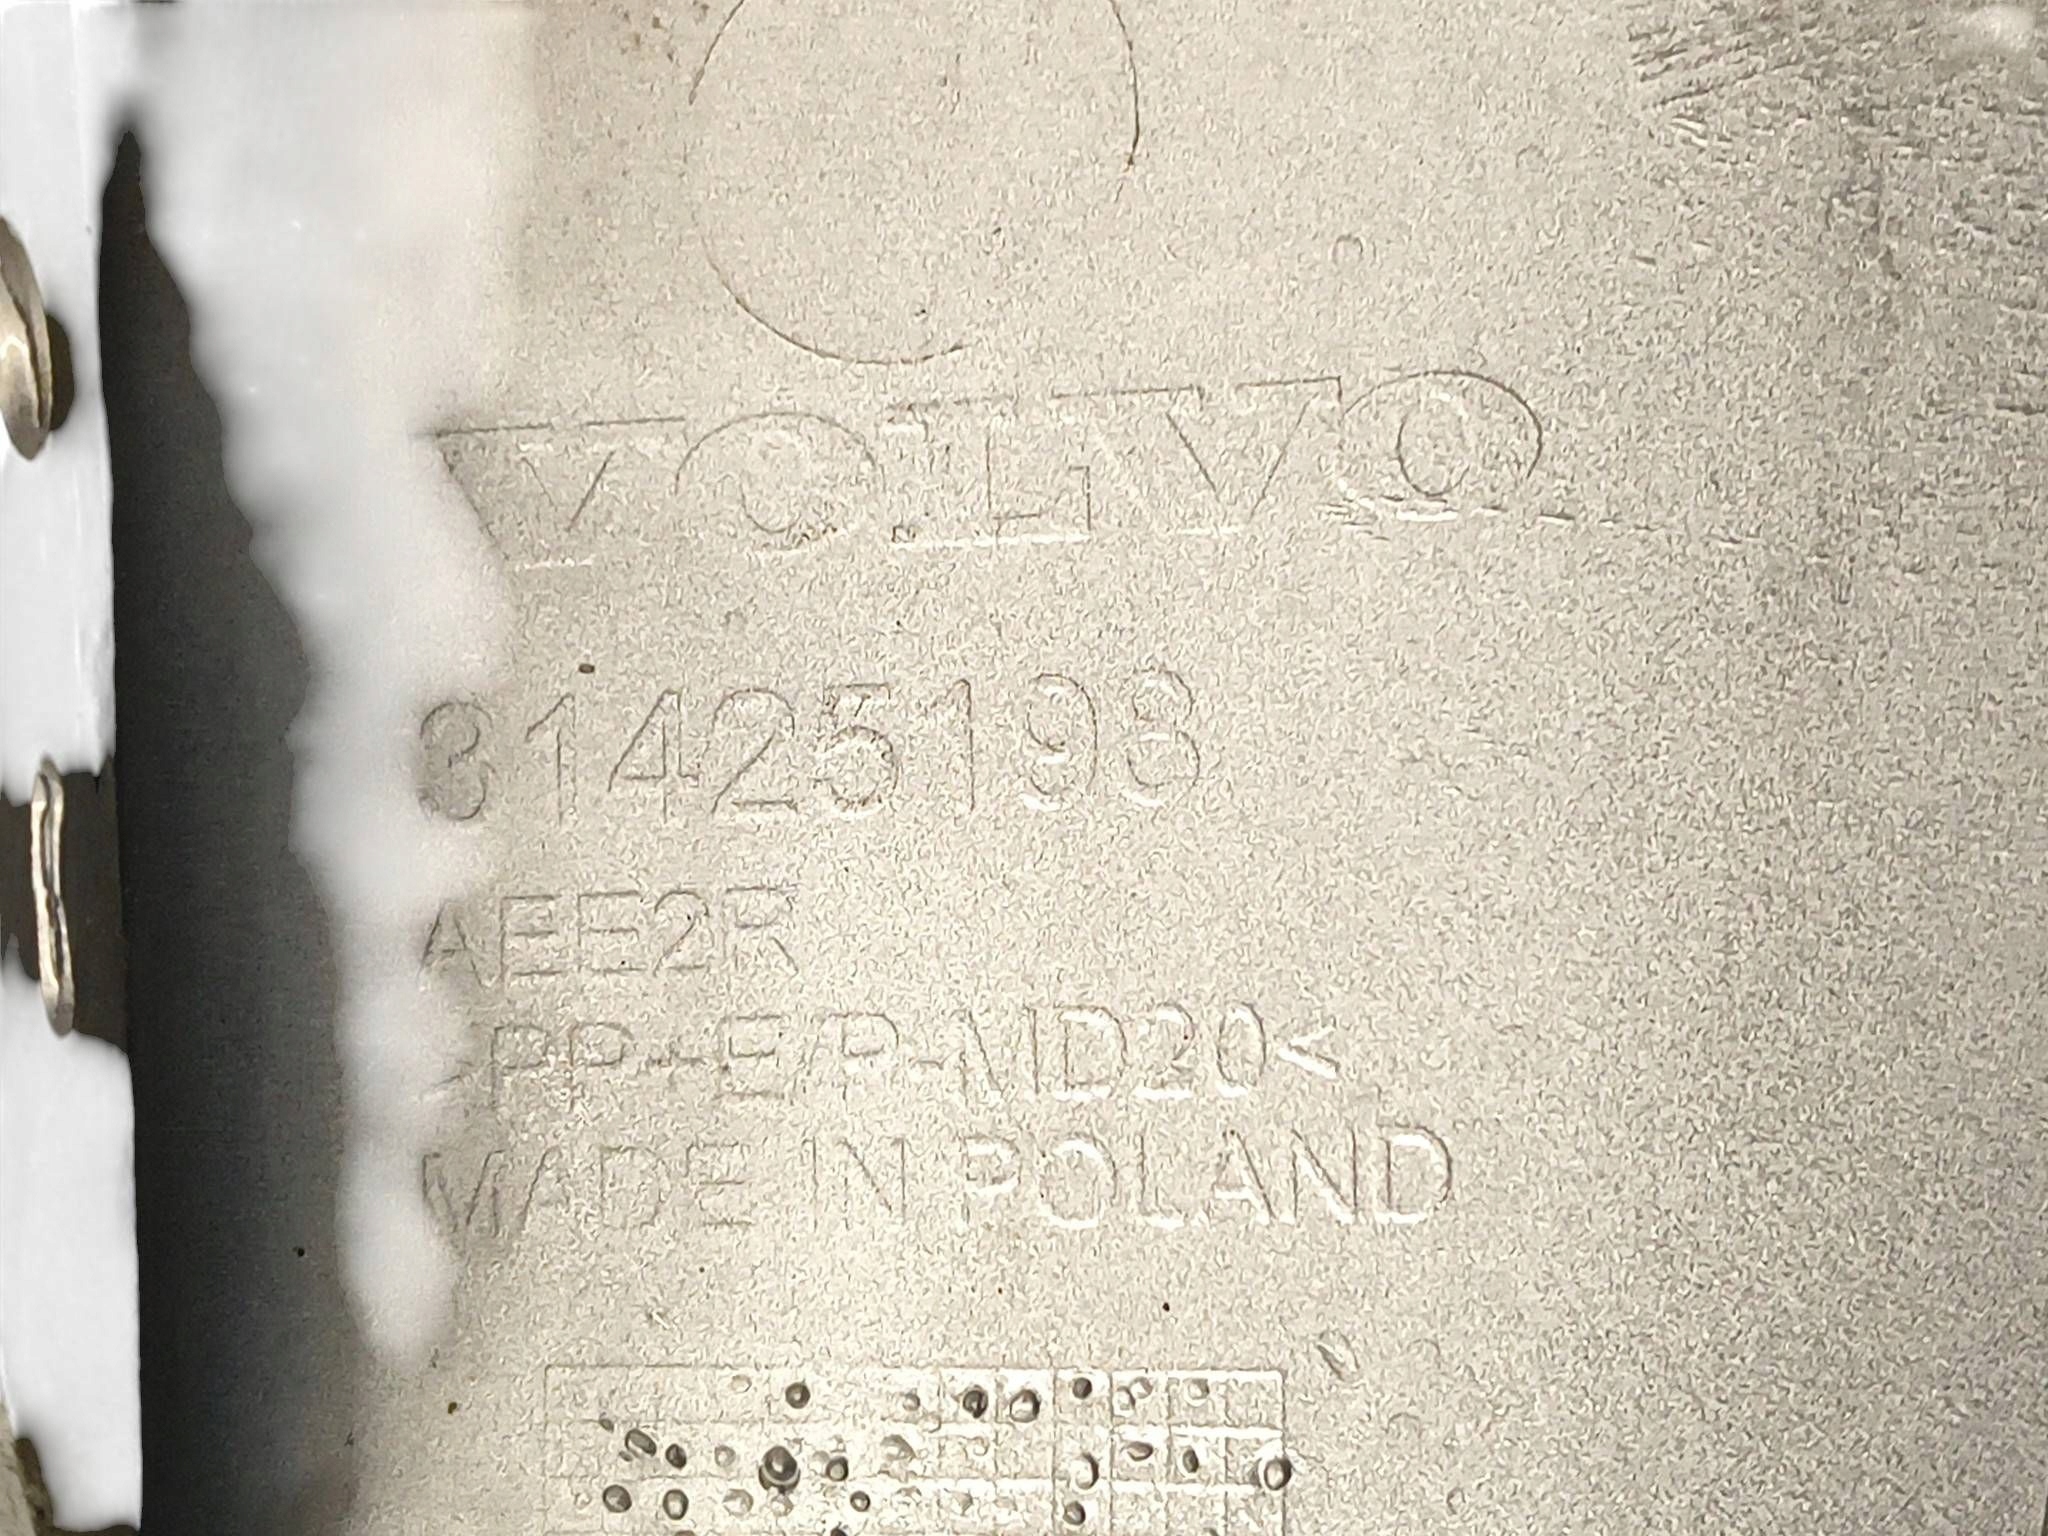 VOLVO
31425198
AEE2R
>PP+E/P-MD20<
MADE IN POLAND